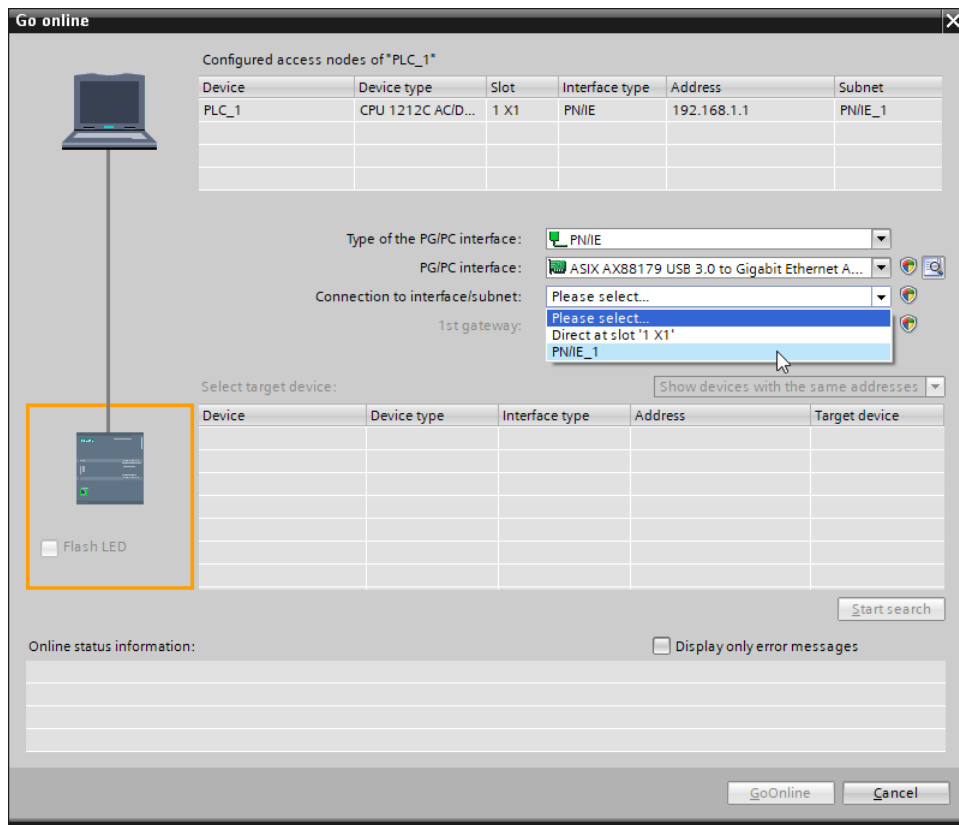 Go online
Configured access nodes of "PLC_1"
Device Device type Slot Interface type Address Subnet
PLC_1 CPU 1212C AC/D... 1 X1 PN/IE 192.168.1.1 PN/IE_1
Type of the PG/PC interface: PN/IE
PG/PC interface: ASIX AX88179 USB 3.0 to Gigabit Ethernet A...
Connection to interface/subnet: Please select...
1st gateway:
Please select...
Direct at slot '1 X1'
PN/IE_1
Select target device: Show devices with the same addresses
Device Device type Interface type Address Target device
Flash LED
Start search
Online status information: Display only error messages
GoOnline Cancel